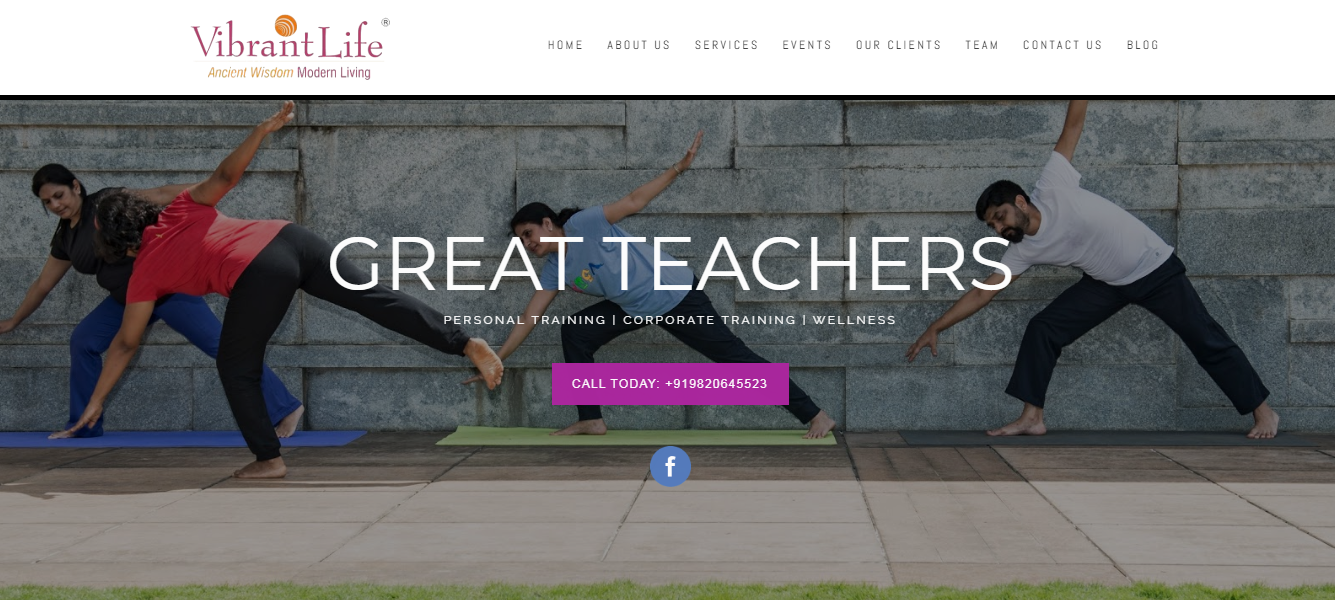 VibrantLife®
Ancient Wisdom Modern Living
HOME ABOUT US SERVICES EVENTS OUR CLIENTS TEAM CONTACT US BLOG
GREAT TEACHERS
PERSONAL TRAINING | CORPORATE TRAINING | WELLNESS
CALL TODAY: +919820645523
f